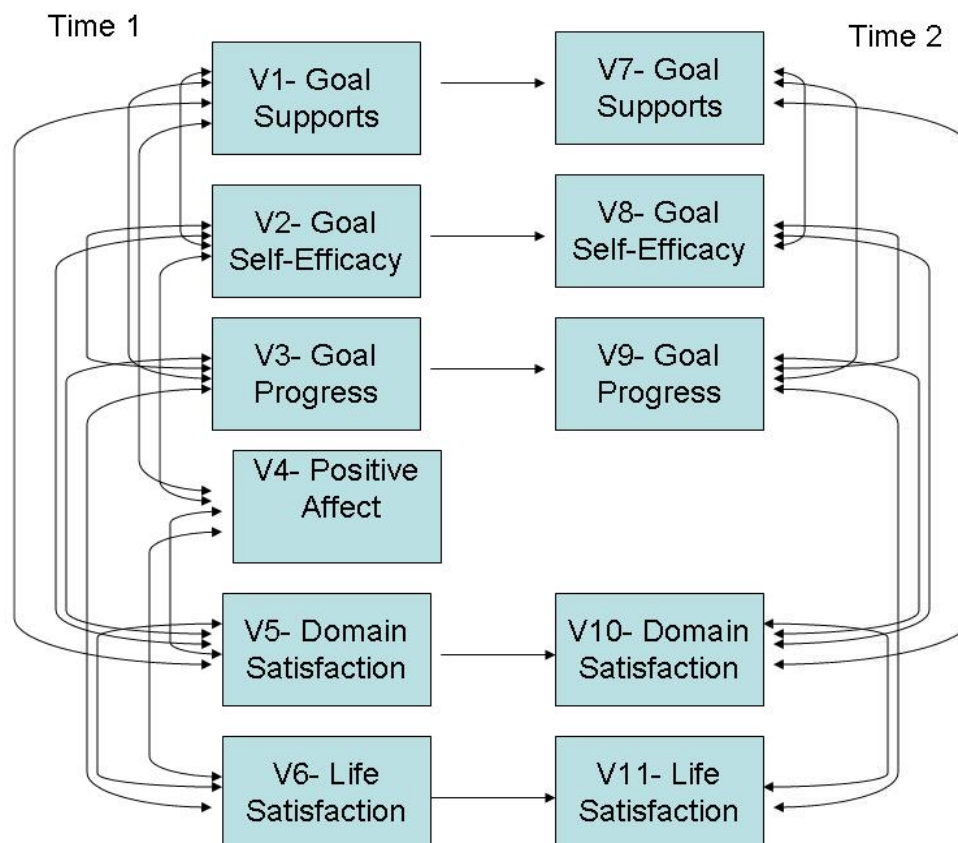 Time 1
Time 2
V1- Goal
Supports
V7- Goal
Supports
V2- Goal
Self-Efficacy
V8- Goal
Self-Efficacy
V3- Goal
Progress
V9- Goal
Progress
V4- Positive
Affect
V5- Domain
Satisfaction
V10- Domain
Satisfaction
V6- Life
Satisfaction
V11- Life
Satisfaction